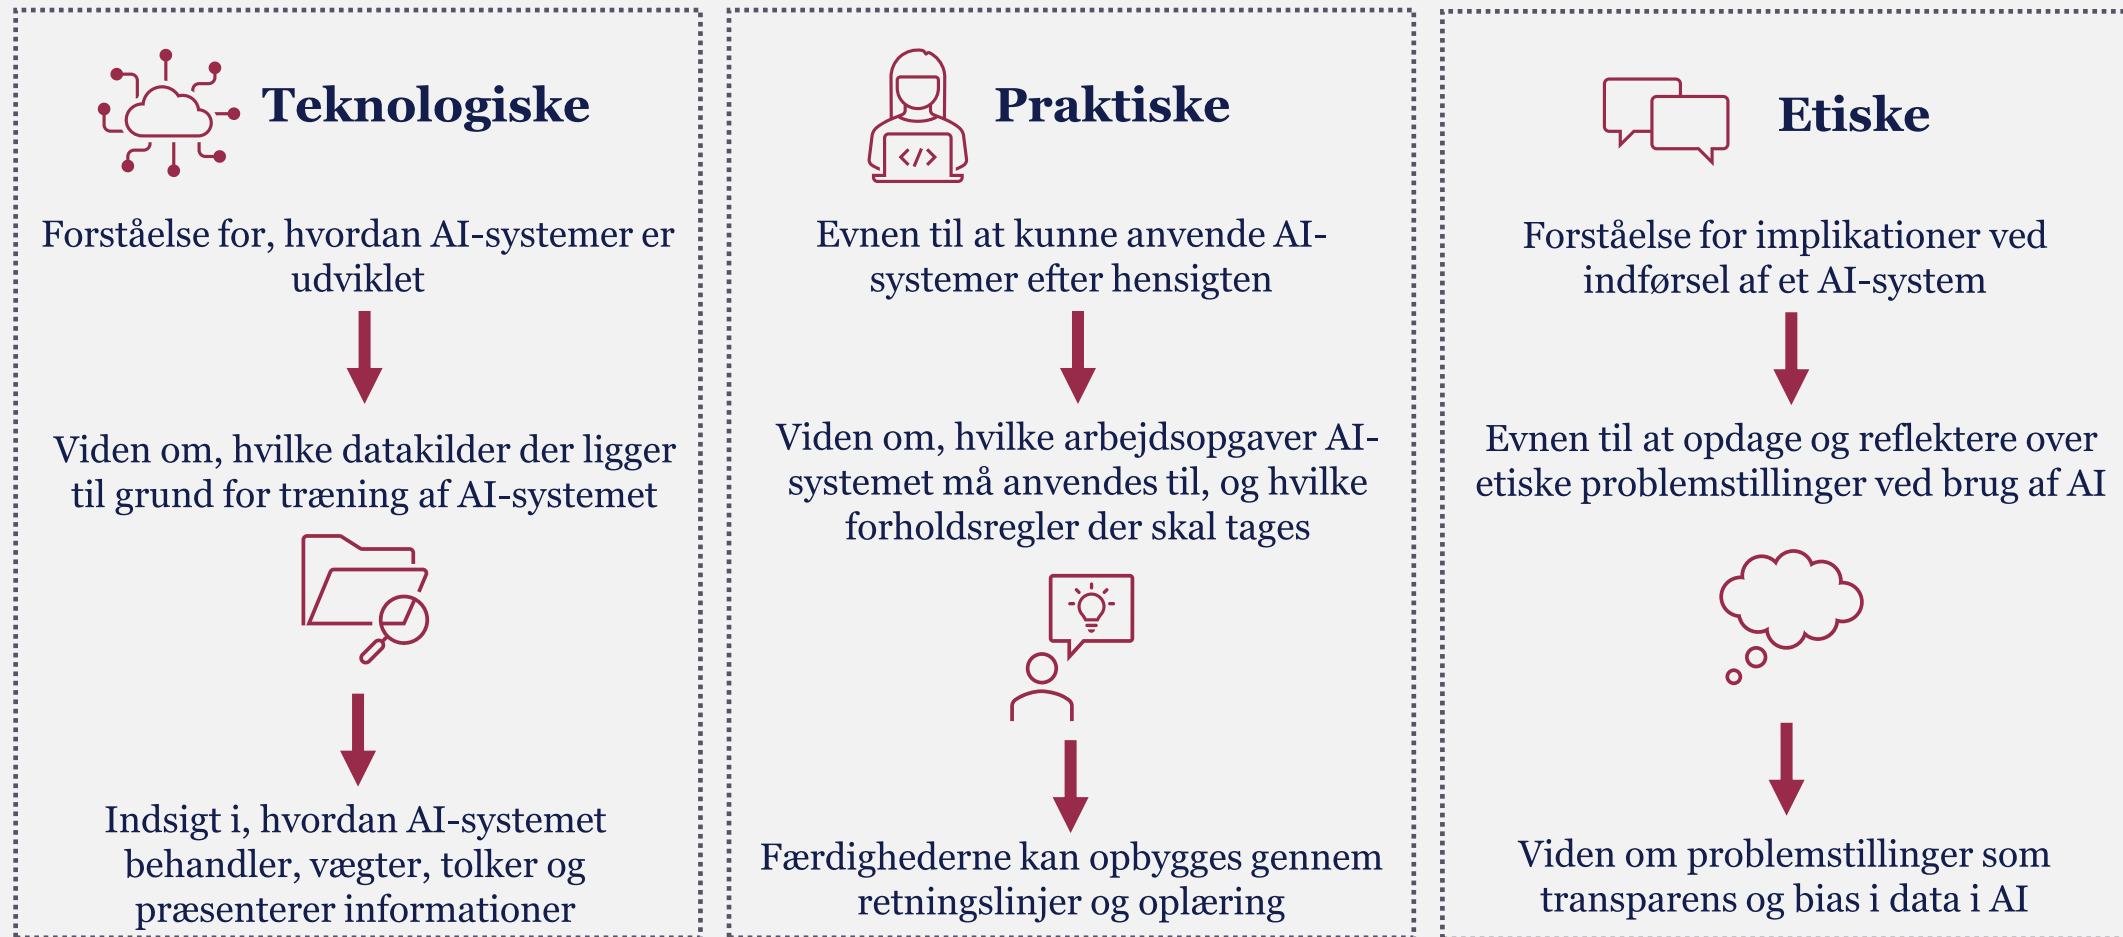 Teknologiske
Forståelse for, hvordan AI-systemer er
udviklet
Viden om, hvilke datakilder der ligger
til grund for træning af AI-systemet
Indsigt i, hvordan AI-systemet
behandler, vægter, tolker og
præsenterer informationer
Praktiske
</>
Evnen til at kunne anvende AI-
systemer efter hensigten
Viden om, hvilke arbejdsopgaver AI-
systemet må anvendes til, og hvilke
forholdsregler der skal tages
Færdighederne kan opbygges gennem
retningslinjer og oplæring
Etiske
Forståelse for implikationer ved
indførsel af et AI-system
Evnen til at opdage og reflektere over
etiske problemstillinger ved brug af AI
Viden om problemstillinger som
transparens og bias i data i AI